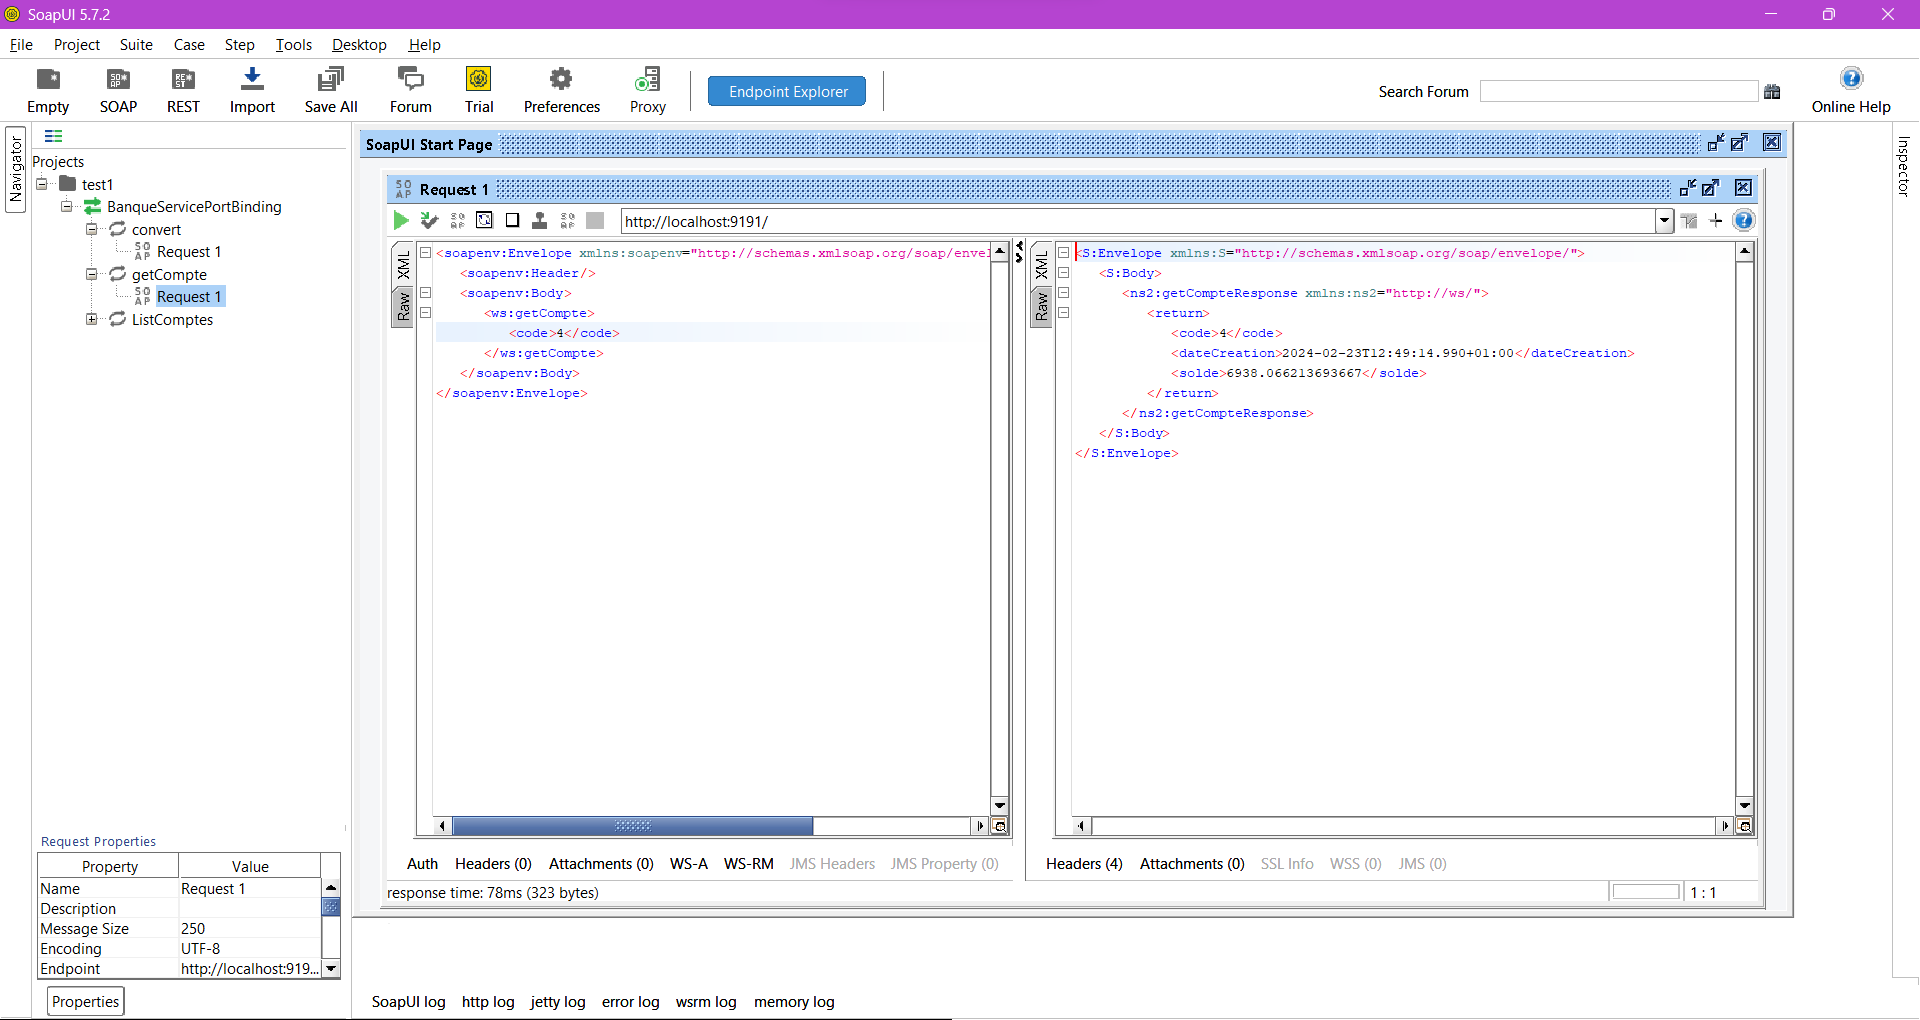 SoapUI 5.7.2
File Project Suite Case Step Tools Desktop Help
Empty SOAP REST Import Save All Forum Trial Preferences Proxy Endpoint Explorer Search Forum Online Help
Navigator
Projects
test1
BanqueServicePortBinding
convert
SO AP Request 1
getCompte
SO AP Request 1
ListComptes
Request Properties
Property Value
Name Request 1
Description
Message Size 250
Encoding UTF-8
Endpoint http://localhost:919...
Properties
SoapUI Start Page
SO AP Request 1
http://localhost:9191/
XML
Raw
<soapenv:Envelope xmlns:soapenv="http://schemas.xmlsoap.org/soap/envel
<soapenv:Header/>
<soapenv:Body>
<ws:getCompte>
<code>4</code>
</ws:getCompte>
</soapenv:Body>
</soapenv:Envelope>
XML
Raw
<S:Envelope xmlns:S="http://schemas.xmlsoap.org/soap/envelope/">
<S:Body>
<ns2:getCompteResponse xmlns:ns2="http://ws/">
<return>
<code>4</code>
<dateCreation>2024-02-23T12:49:14.990+01:00</dateCreation>
<solde>6938.066213693667</solde>
</return>
</ns2:getCompteResponse>
</S:Body>
</S:Envelope>
Auth Headers (0) Attachments (0) WS-A WS-RM JMS Headers JMS Property (0)
Headers (4) Attachments (0) SSL Info WSS (0) JMS (0)
response time: 78ms (323 bytes)
1 : 1
Inspector
SoapUI log http log jetty log error log wsrm log memory log